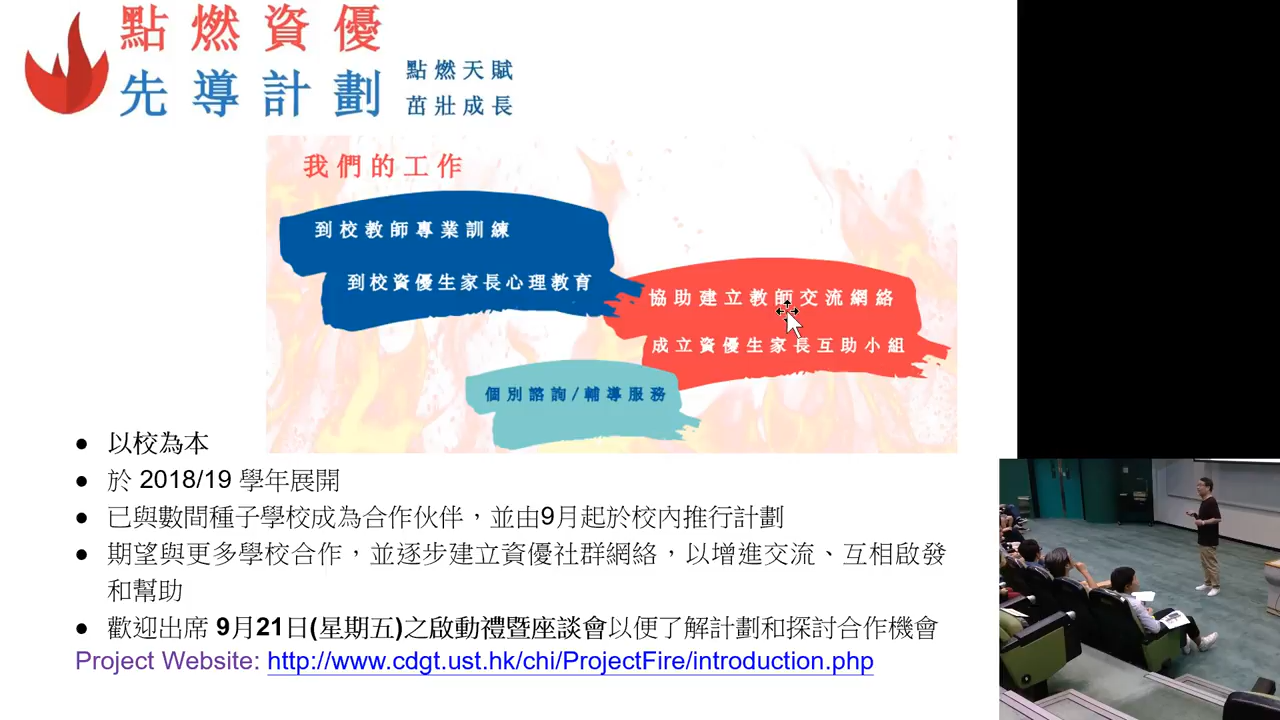 點燃資優
先導計劃
點燃天賦
茁壯成長
我們的工作
到校教師專業訓練
到校資優生家長心理教育
協助建立教師交流網絡
成立資優生家長互助小組
個別諮詢/輔導服務
● 以校為本
● 於 2018/19 學年展開
● 已與數間種子學校成為合作伙伴，並由9月起於校內推行計劃
● 期望與更多學校合作，並逐步建立資優社群網絡，以增進交流、互相啟發
和幫助
● 歡迎出席 9月21日(星期五)之啟動禮暨座談會以便了解計劃和探討合作機會
Project Website: http://www.cdgt.ust.hk/chi/ProjectFire/introduction.php